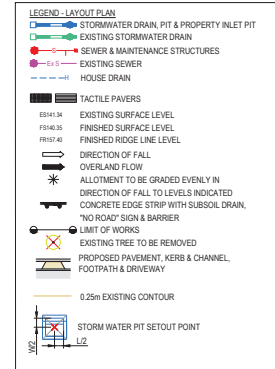 LEGEND - LAYOUT PLAN
STORMWATER DRAIN, PIT & PROPERTY INLET PIT
EXISTING STORMWATER DRAIN
S SEWER & MAINTENANCE STRUCTURES
Ex S EXISTING SEWER
H HOUSE DRAIN
TACTILE PAVERS
ES141.34 EXISTING SURFACE LEVEL
FS140.35 FINISHED SURFACE LEVEL
FR157.40 FINISHED RIDGE LINE LEVEL
DIRECTION OF FALL
OVERLAND FLOW
ALLOTMENT TO BE GRADED EVENLY IN
DIRECTION OF FALL TO LEVELS INDICATED
CONCRETE EDGE STRIP WITH SUBSOIL DRAIN,
"NO ROAD" SIGN & BARRIER
LIMIT OF WORKS
EXISTING TREE TO BE REMOVED
PROPOSED PAVEMENT, KERB & CHANNEL,
FOOTPATH & DRIVEWAY
0.25m EXISTING CONTOUR
STORM WATER PIT SETOUT POINT
W/2
L/2